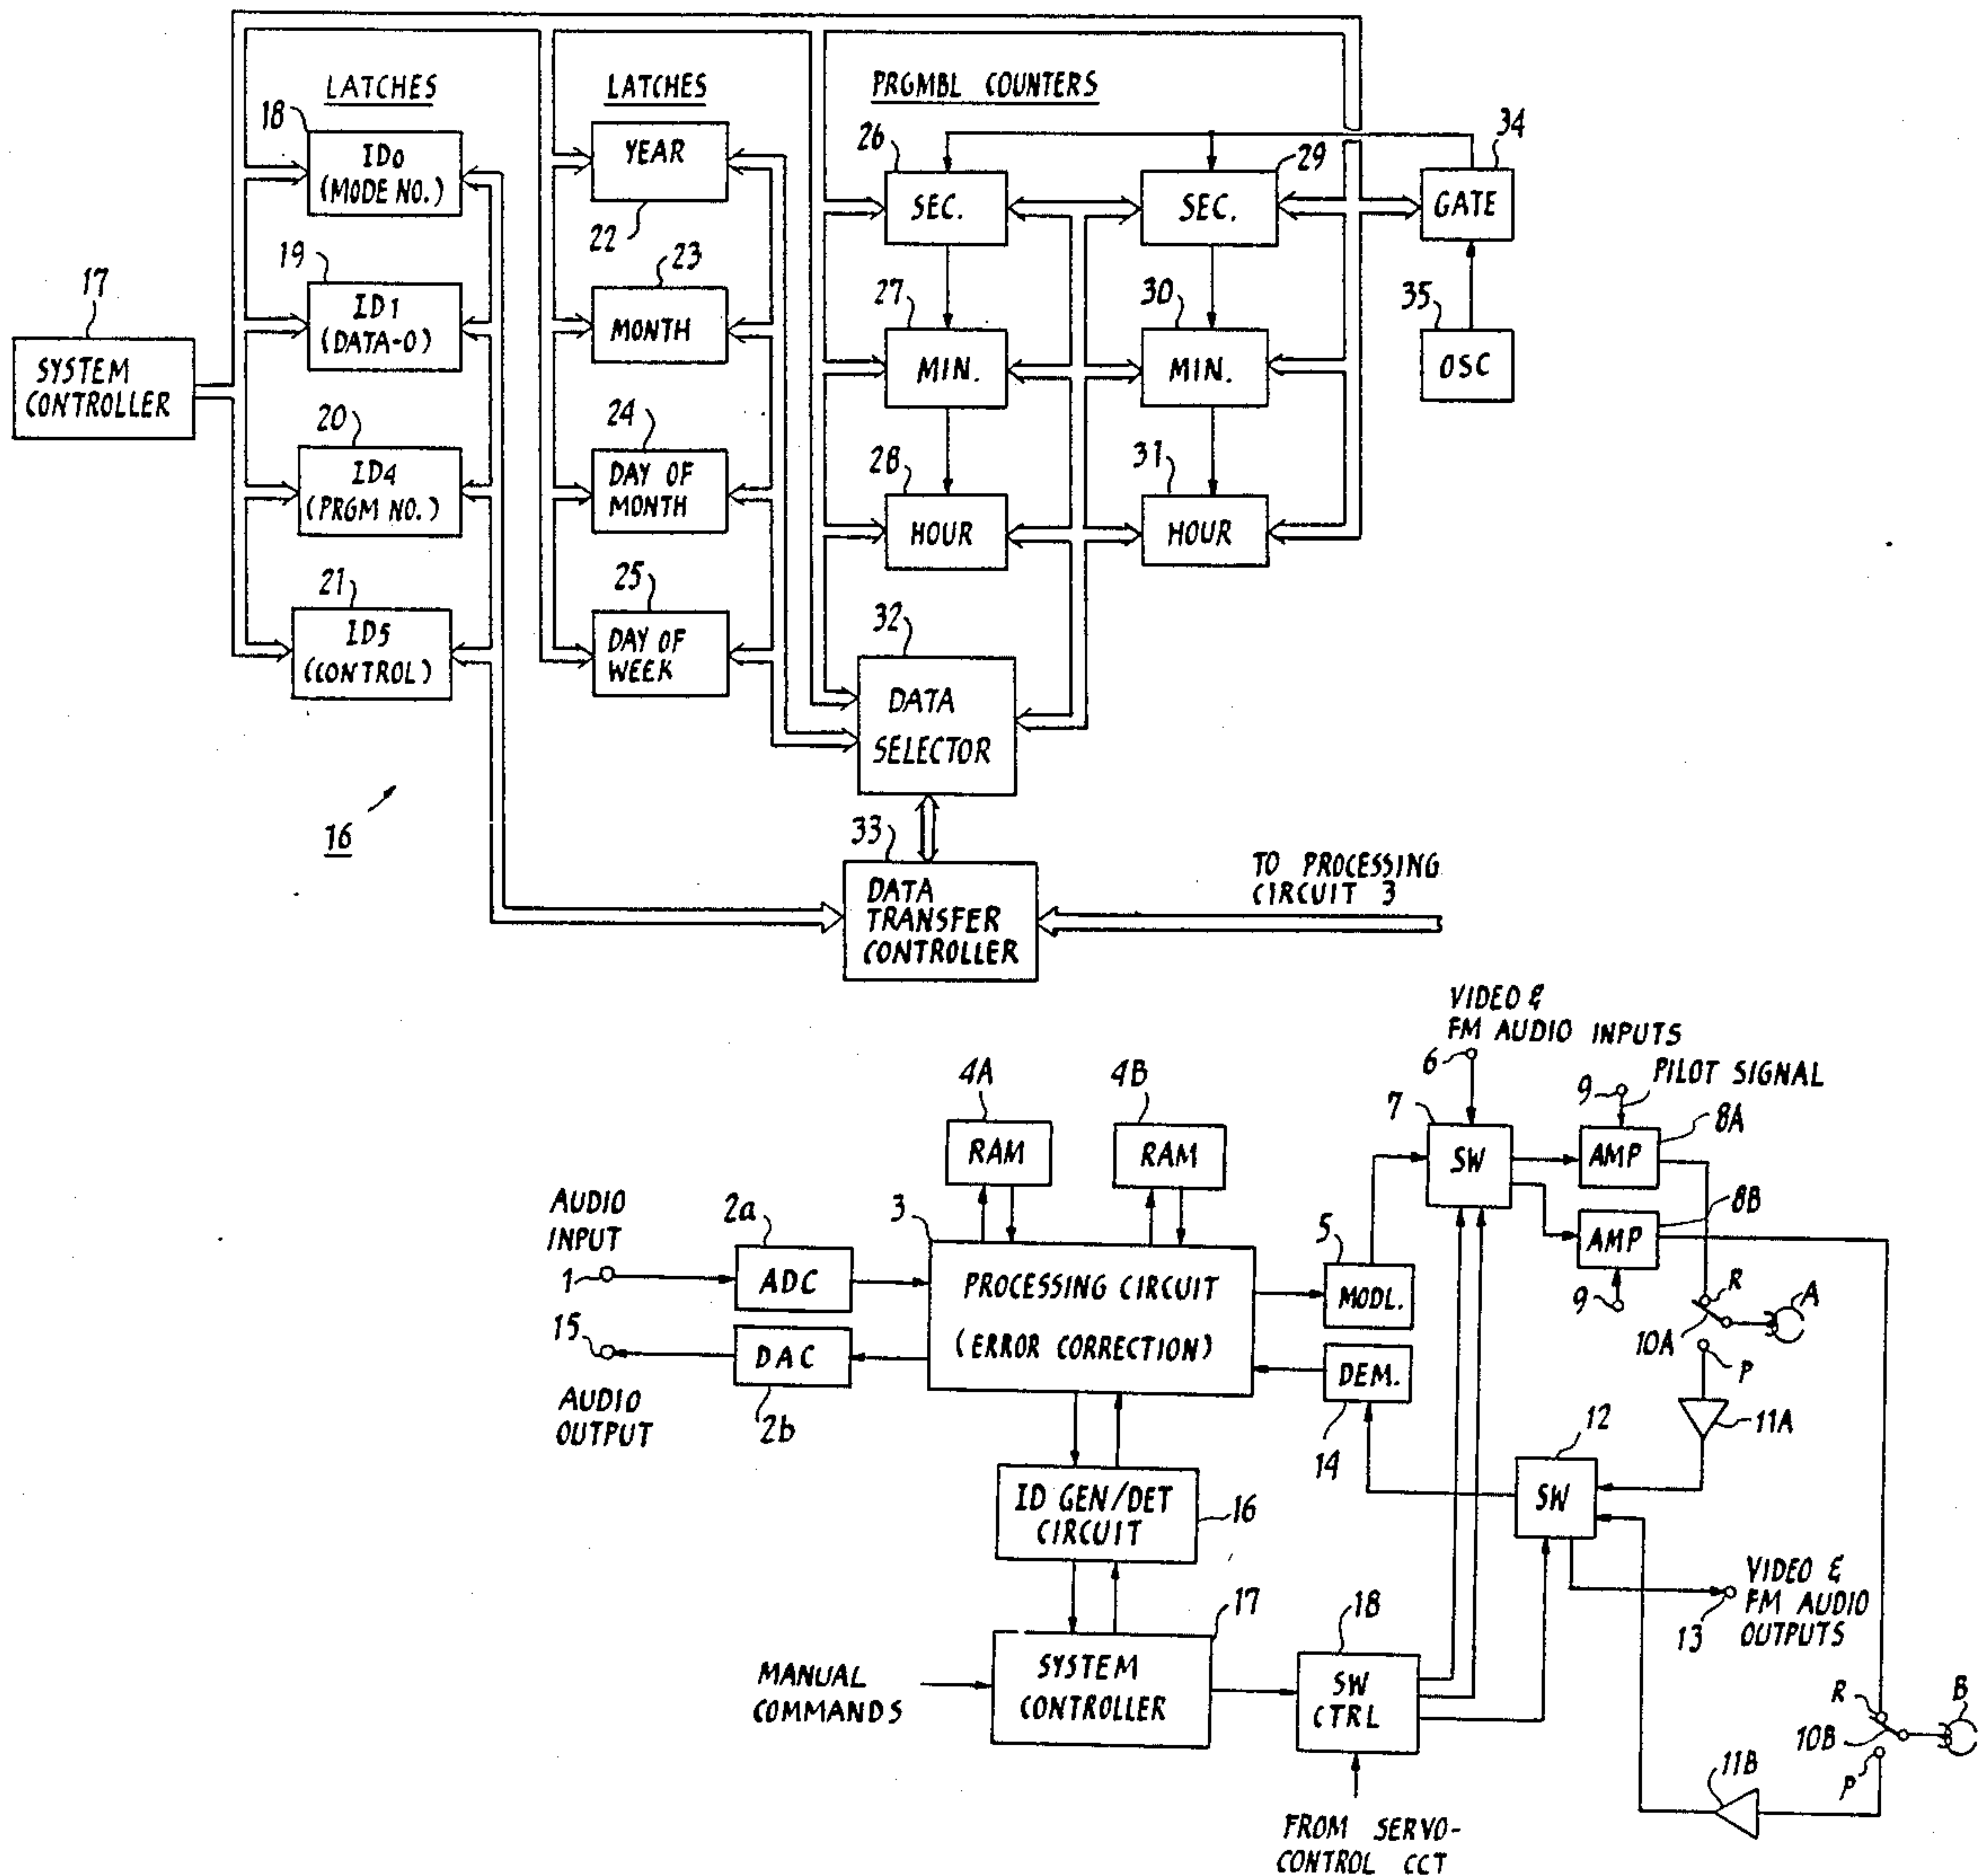 LATCHES
LATCHES
PRGMBL COUNTERS
18
ID0
(MODE NO.)
YEAR
22
26
SEC.
29
SEC.
34
GATE
17
SYSTEM
CONTROLLER
19
ID1
(DATA-0)
23
MONTH
27
MIN.
30
MIN.
35
OSC
20
ID4
(PRGM NO.)
24
DAY OF
MONTH
28
HOUR
31
HOUR
21
ID5
(CONTROL)
25
DAY OF
WEEK
32
DATA
SELECTOR
16
33
DATA
TRANSFER
CONTROLLER
TO PROCESSING
CIRCUIT 3
VIDEO &
FM AUDIO INPUTS
6
PILOT SIGNAL
9
4A
RAM
4B
RAM
7
SW
8A
AMP
8B
AMP
9
AUDIO
INPUT
1
2a
ADC
3
PROCESSING CIRCUIT
(ERROR CORRECTION)
5
MODL.
R
A
10A
P
15
DAC
2b
AUDIO
OUTPUT
DEM.
14
11A
12
SW
ID GEN/DET
CIRCUIT
16
VIDEO &
FM AUDIO
OUTPUTS
13
MANUAL
COMMANDS
17
SYSTEM
CONTROLLER
18
SW
CTRL
R
B
10B
P
11B
FROM SERVO-
CONTROL CCT